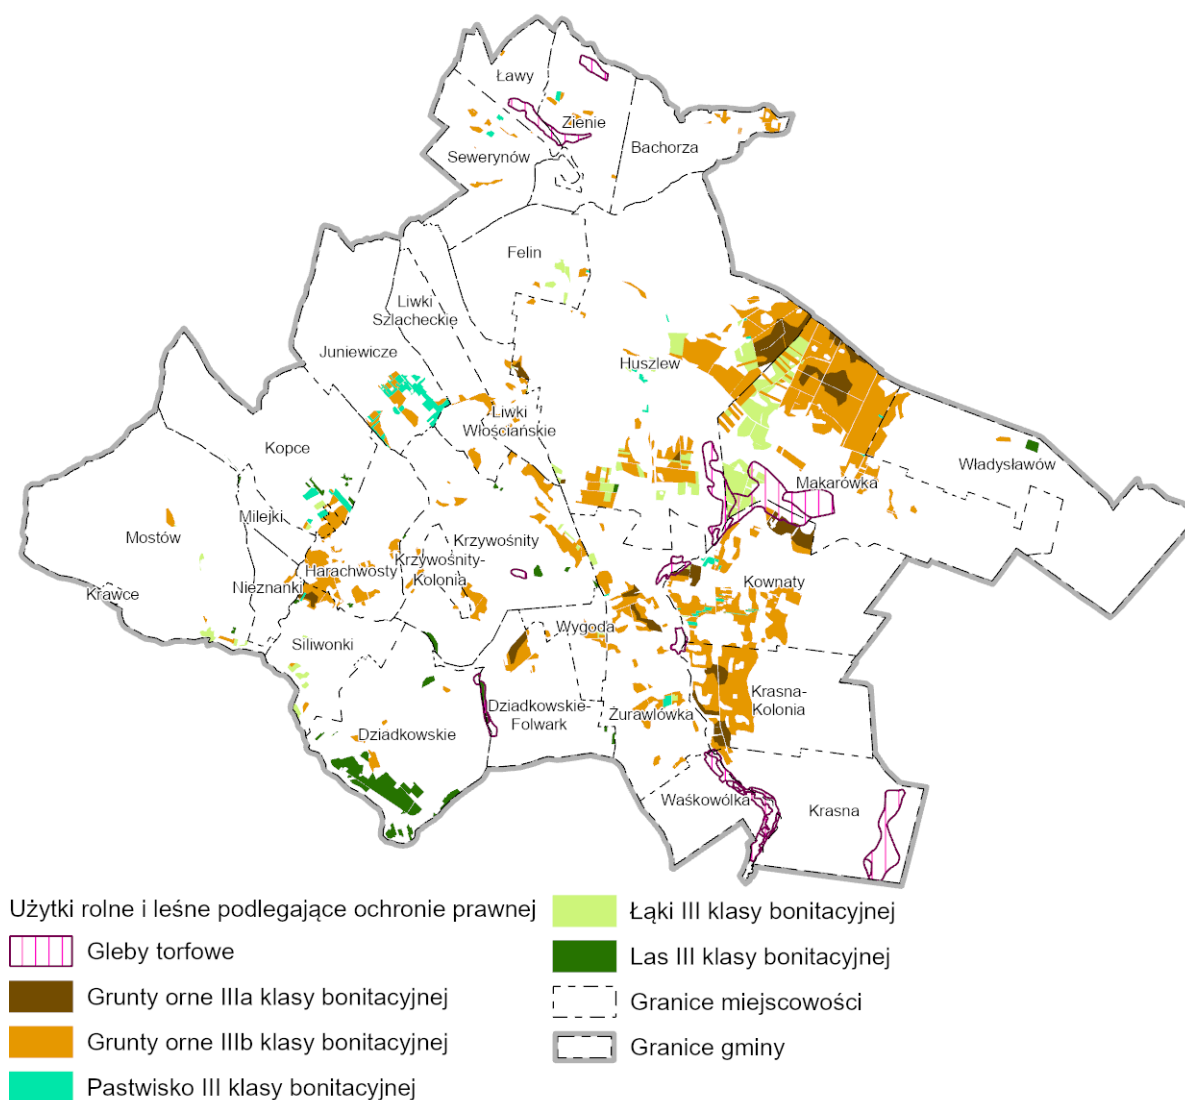 Ławy
Zienie
Bachorza
Sewerynów
Felin
Liwki
Szlacheckie
Juniewicze
Huszlew
Liwki
Włościańskie
Kopce
Władysławów
Makarówka
Milejki
Mostów
Krzywośnity
Harachwosty
Krzywośnity-
Kolonia
Nieznanki
Kownaty
Krawce
Wygoda
Siliwonki
Krasna-
Kolonia
Dziadkowskie-
Folwark
Żurawlówka
Dziadkowskie
Waśkowólka
Krasna
Użytki rolne i leśne podlegające ochronie prawnej
Gleby torfowe
Grunty orne IIIa klasy bonitacyjnej
Grunty orne IIIb klasy bonitacyjnej
Pastwisko III klasy bonitacyjnej
Łąki III klasy bonitacyjnej
Las III klasy bonitacyjnej
Granice miejscowości
Granice gminy